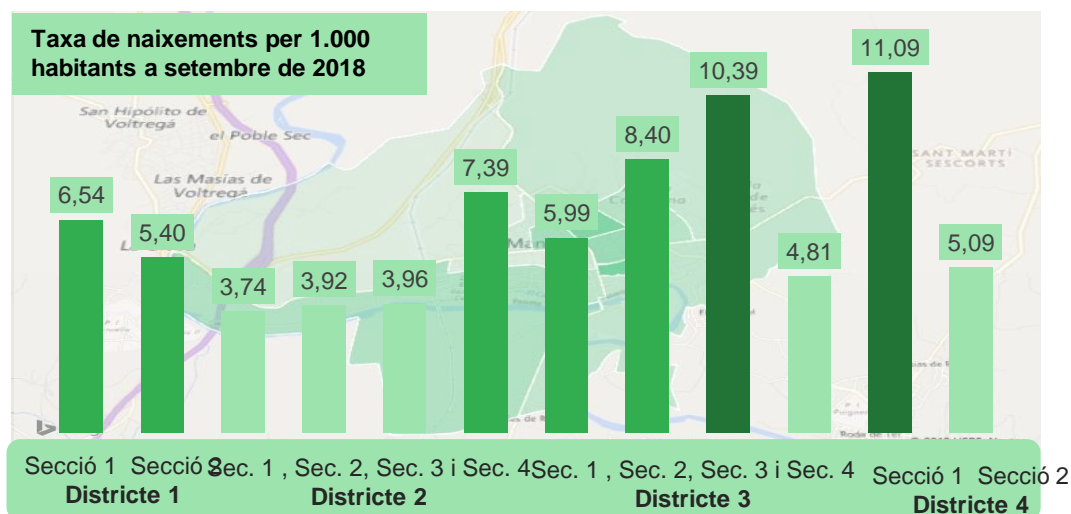 Taxa de naixements per 1.000
habitants a setembre de 2018
11,09
10,39
8,40
7,39
6,54
5,99
5,40
5,09
4,81
3,96
3,92
3,74
San Hipólito de
Voltregá
el Poble Sec
Las Masías de
Voltregá
SANT MARTÍ
SESCORTS
Roda de Ter
Secció 1 Secció 2 Sec. 1 , Sec. 2, Sec. 3 i Sec. 4 Sec. 1 , Sec. 2, Sec. 3 i Sec. 4 Secció 1 Secció 2
Districte 1 Districte 2 Districte 3 Districte 4